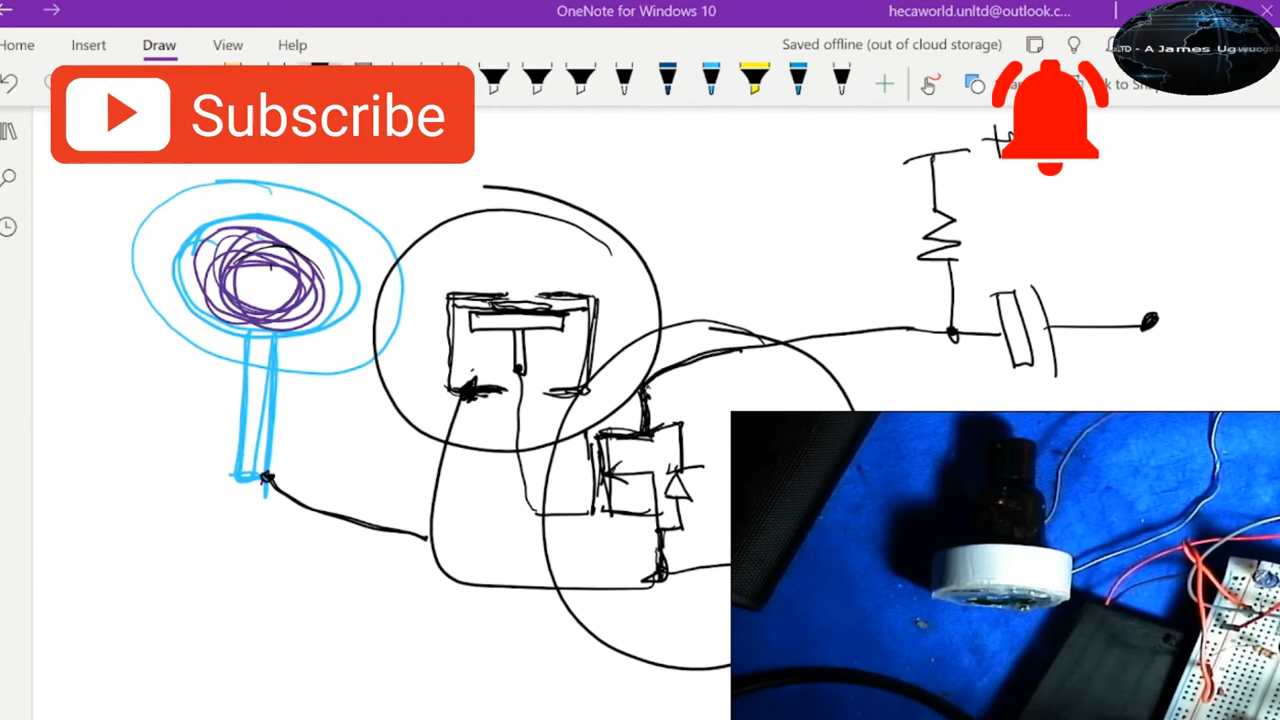 OneNote for Windows 10
hecaworld.unltd@outlook.c...
Home Insert Draw View Help
Saved offline (out of cloud storage)
Subscribe
LTD - A James Ugwuoge